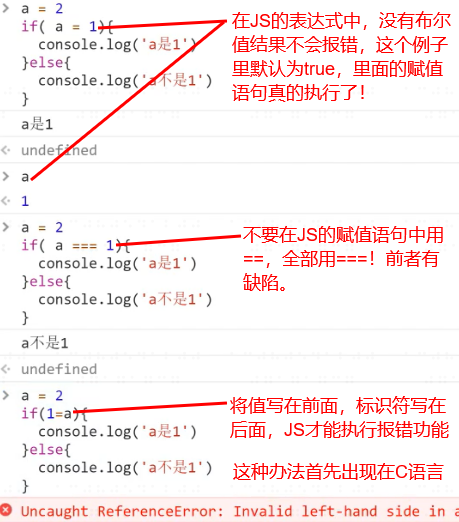 a = 2
if( a = 1){
console.log('a是1')
}else{
console.log('a不是1')
}
a是1
undefined
a
1
在JS的表达式中，没有布尔
值结果不会报错，这个例子
里默认为true，里面的赋值
语句真的执行了！
a = 2
if( a === 1){
console.log('a是1')
}else{
console.log('a不是1')
}
a不是1
undefined
不要在JS的赋值语句中用
==，全部用===！前者有
缺陷。
a = 2
if(1=a){
console.log('a是1')
}else{
console.log('a不是1')
}
将值写在前面，标识符写在
后面，JS才能执行报错功能
这种办法首先出现在C语言
Uncaught ReferenceError: Invalid left-hand side in a